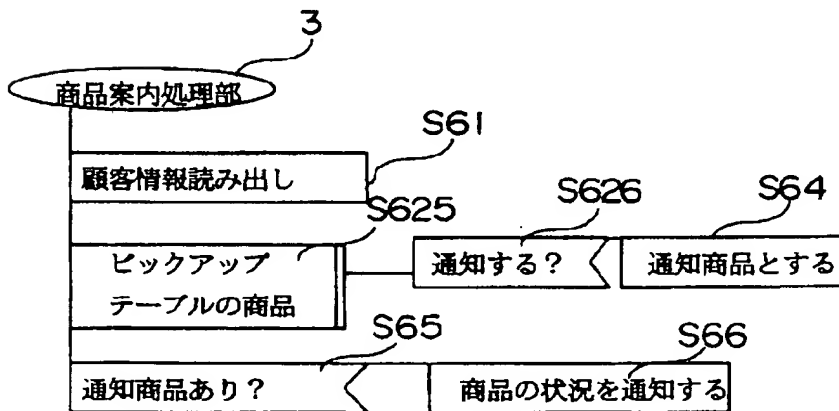 3
商品案内処理部
S61
顧客情報読み出し
S625
ピックアップ
テーブルの商品
S626
通知する?
S64
通知商品とする
S65
通知商品あり?
S66
商品の状況を通知する